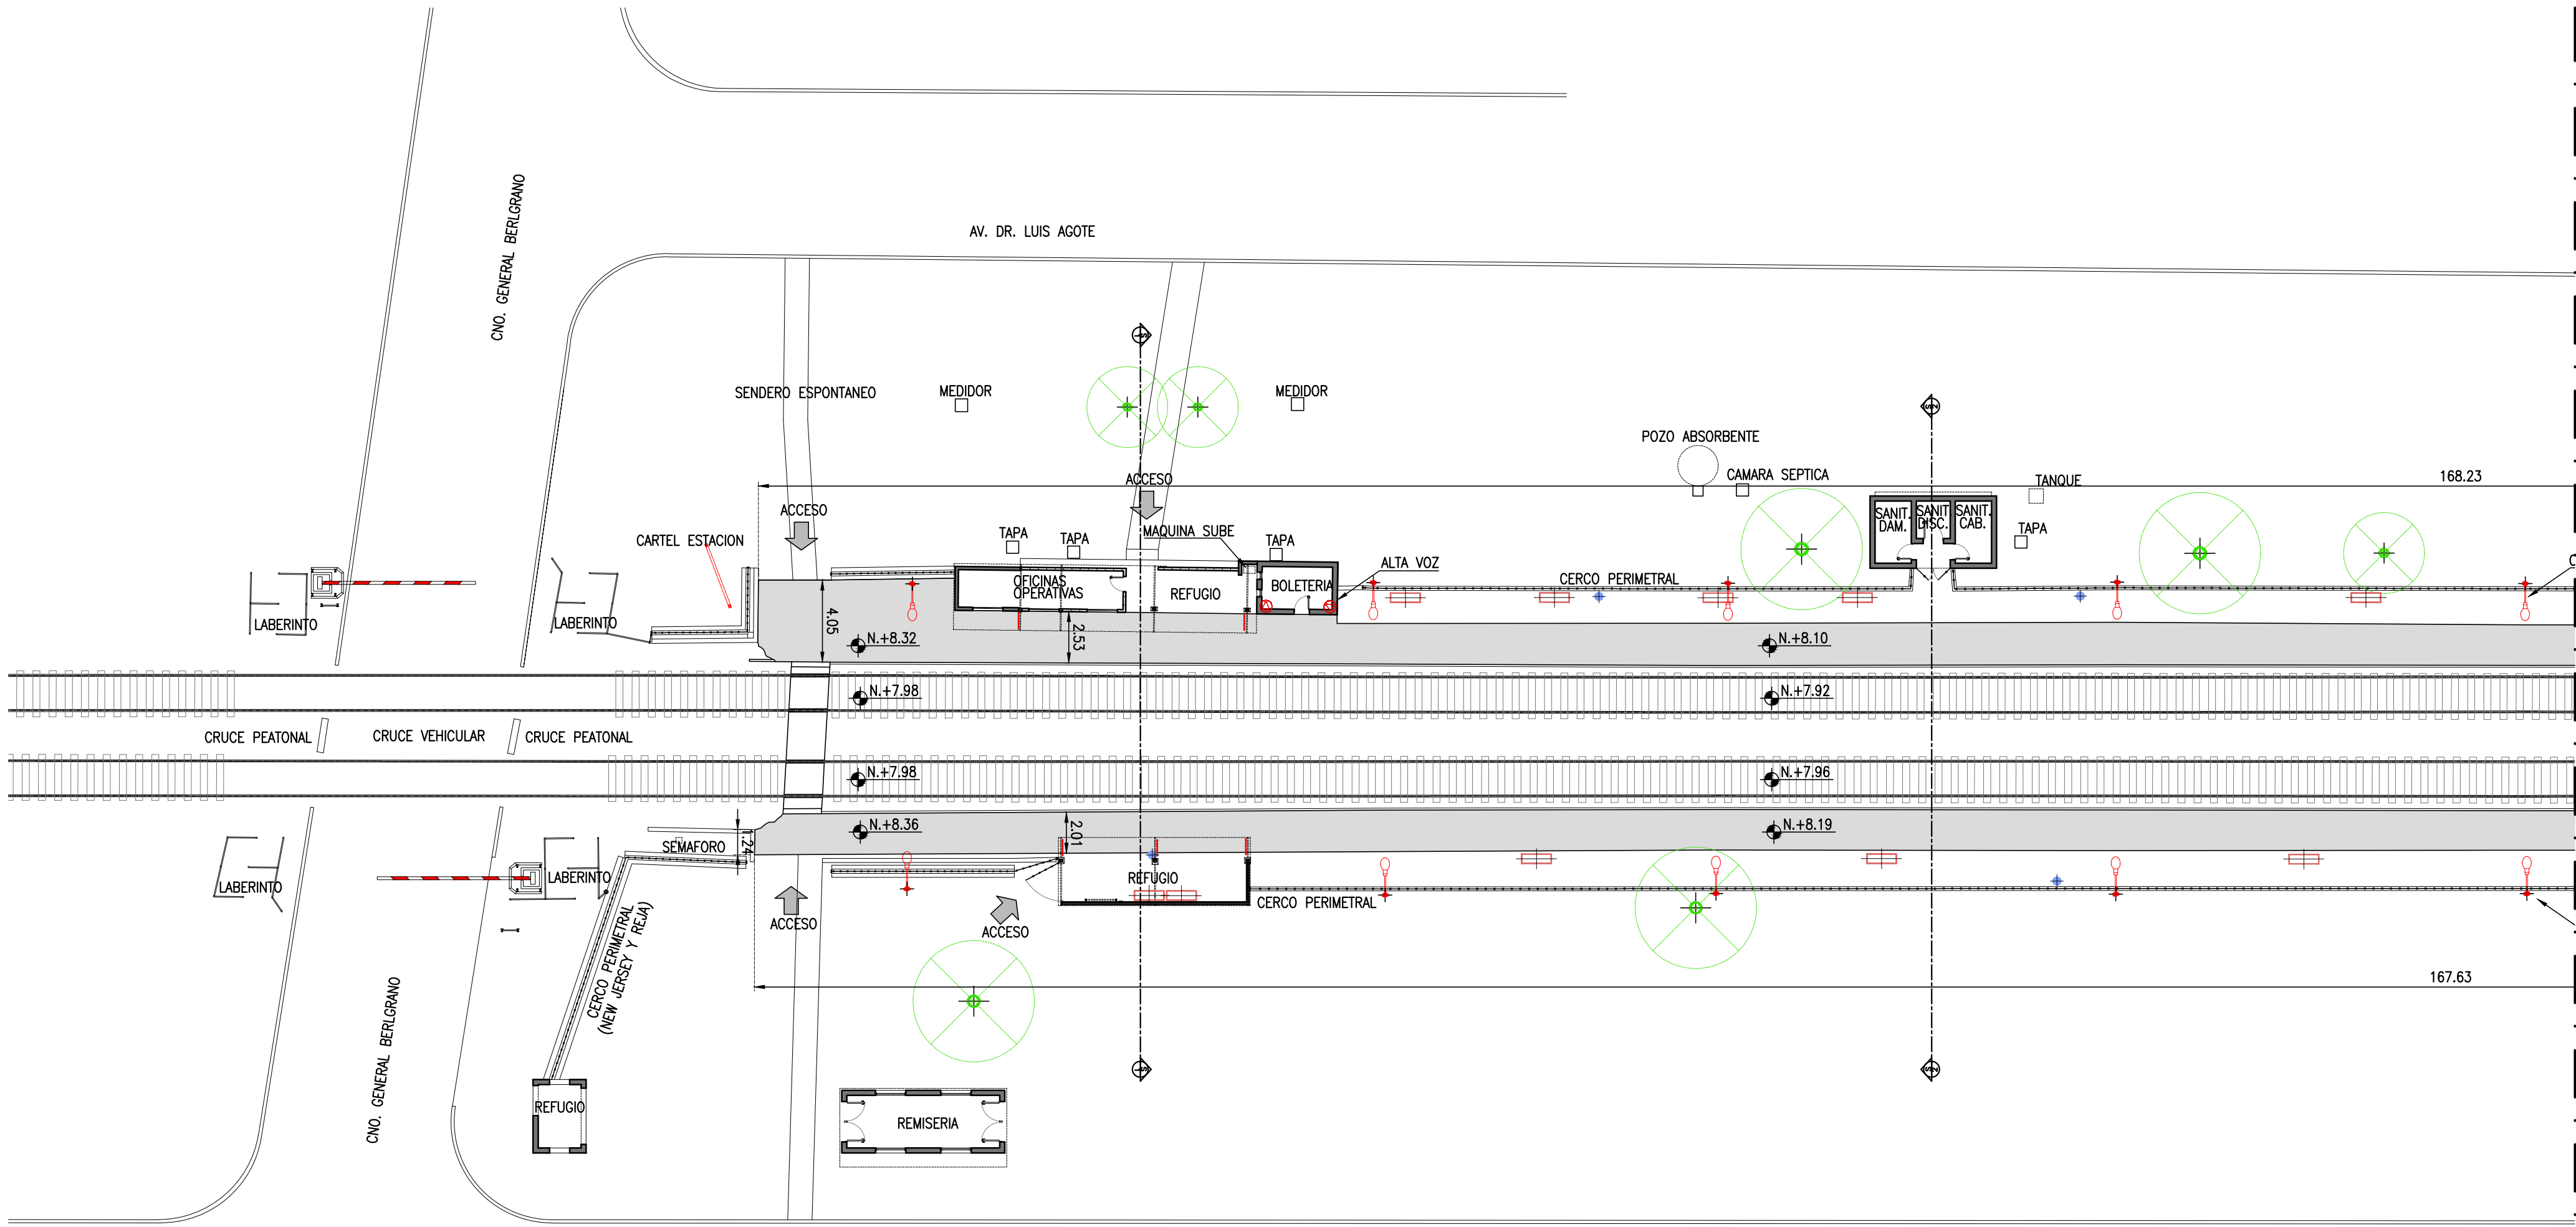 CNO. GENERAL BERLGRANO
AV. DR. LUIS AGOTE
SENDERO ESPONTANEO
MEDIDOR
MEDIDOR
POZO ABSORBENTE
CAMARA SEPTICA
TANQUE
168.23
ACCESO
ACCESO
CARTEL ESTACION
TAPA
TAPA
MAQUINA SUBE
TAPA
ALTA VOZ
SANIT.
DAM.
SANIT.
DISC.
SANIT.
CAB.
TAPA
LABERINTO
LABERINTO
OFICINAS
OPERATIVAS
REFUGIO
BOLETERIA
CERCO PERIMETRAL
4.05
2.53
N.+8.32
N.+8.10
N.+7.98
N.+7.92
CRUCE PEATONAL
CRUCE VEHICULAR
CRUCE PEATONAL
N.+7.98
N.+7.96
N.+8.36
2.01
N.+8.19
1.24
SEMAFORO
LABERINTO
LABERINTO
REFUGIO
CERCO PERIMETRAL
ACCESO
ACCESO
CERCO PERIMETRAL
(NEW JERSEY Y REJA)
167.63
CNO. GENERAL BERLGRANO
REFUGIO
REMISERIA